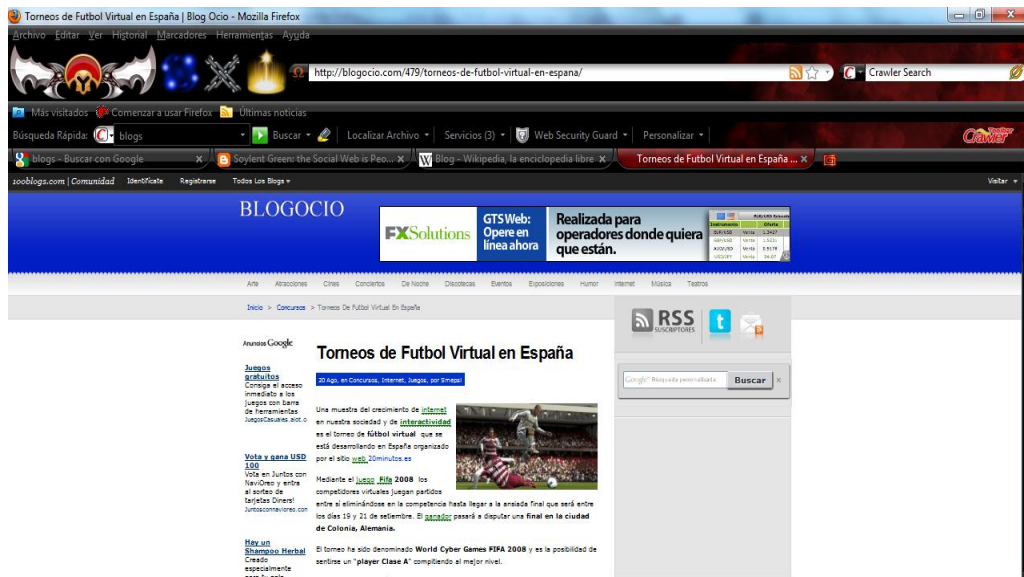 Torneos de Futbol Virtual en España | Blog Ocio - Mozilla Firefox
Archivo Editar Ver Historial Marcadores Herramientas Ayuda
http://blogocio.com/479/torneos-de-futbol-virtual-en-espana/
Crawler Search
Más visitados Comenzar a usar Firefox Últimas noticias
Búsqueda Rápida: blogs Buscar Localizar Archivo Servicios (3) Web Security Guard Personalizar
Toolbar Crawler
blogs - Buscar con Google
Soylent Green: the Social Web is Peo...
Blog - Wikipedia, la enciclopedia libre
Torneos de Futbol Virtual en España ...
100blogs.com | Comunidad Identifícate Registrarse Todos Los Blogs Visitar
BLOGOCIO
FXSolutions
GTSWeb:
Opere en
línea ahora
Realizada para
operadores donde quiera
que están.
Arte Atracciones Cines Conciertos De Noche Discotecas Eventos Exposiciones Humor Internet Música Teatros
Inicio > Concursos > Torneos De Futbol Virtual En España
RSS
SUSCRIPTORES
Google Búsqueda personalizada Buscar
Anuncios Google
Juegos
gratuitos
Consiga el acceso
inmediato a los
juegos con barra
de herramientas
JuegosCasuales.alot.c
Vota y gana USD
100
Vota en Juntos con
NaviOreo y entra
al sorteo de
tarjetas Diners!
Juntosconnavioreo.con
Hay un
Shampoo Herbal
Creado
especialmente
Torneos de Futbol Virtual en España
20 Ago, en Concursos, Internet, Juegos, por Smepsi
Una muestra del crecimiento de internet
en nuestra sociedad y de interactividad
es el torneo de fútbol virtual que se
está desarrollando en España organizado
por el sitio web 20minutos.es
Mediante el juego Fifa 2008 los
competidores virtuales juegan partidos
entre si eliminándose en la competencia hasta llegar a la ansiada final que será entre
los días 19 y 21 de setiembre. El ganador pasará a disputar una final en la ciudad
de Colonia, Alemania.
El torneo ha sido denominado World Cyber Games FIFA 2008 y es la posibilidad de
sentirse un "player Clase A" compitiendo al mejor nivel.